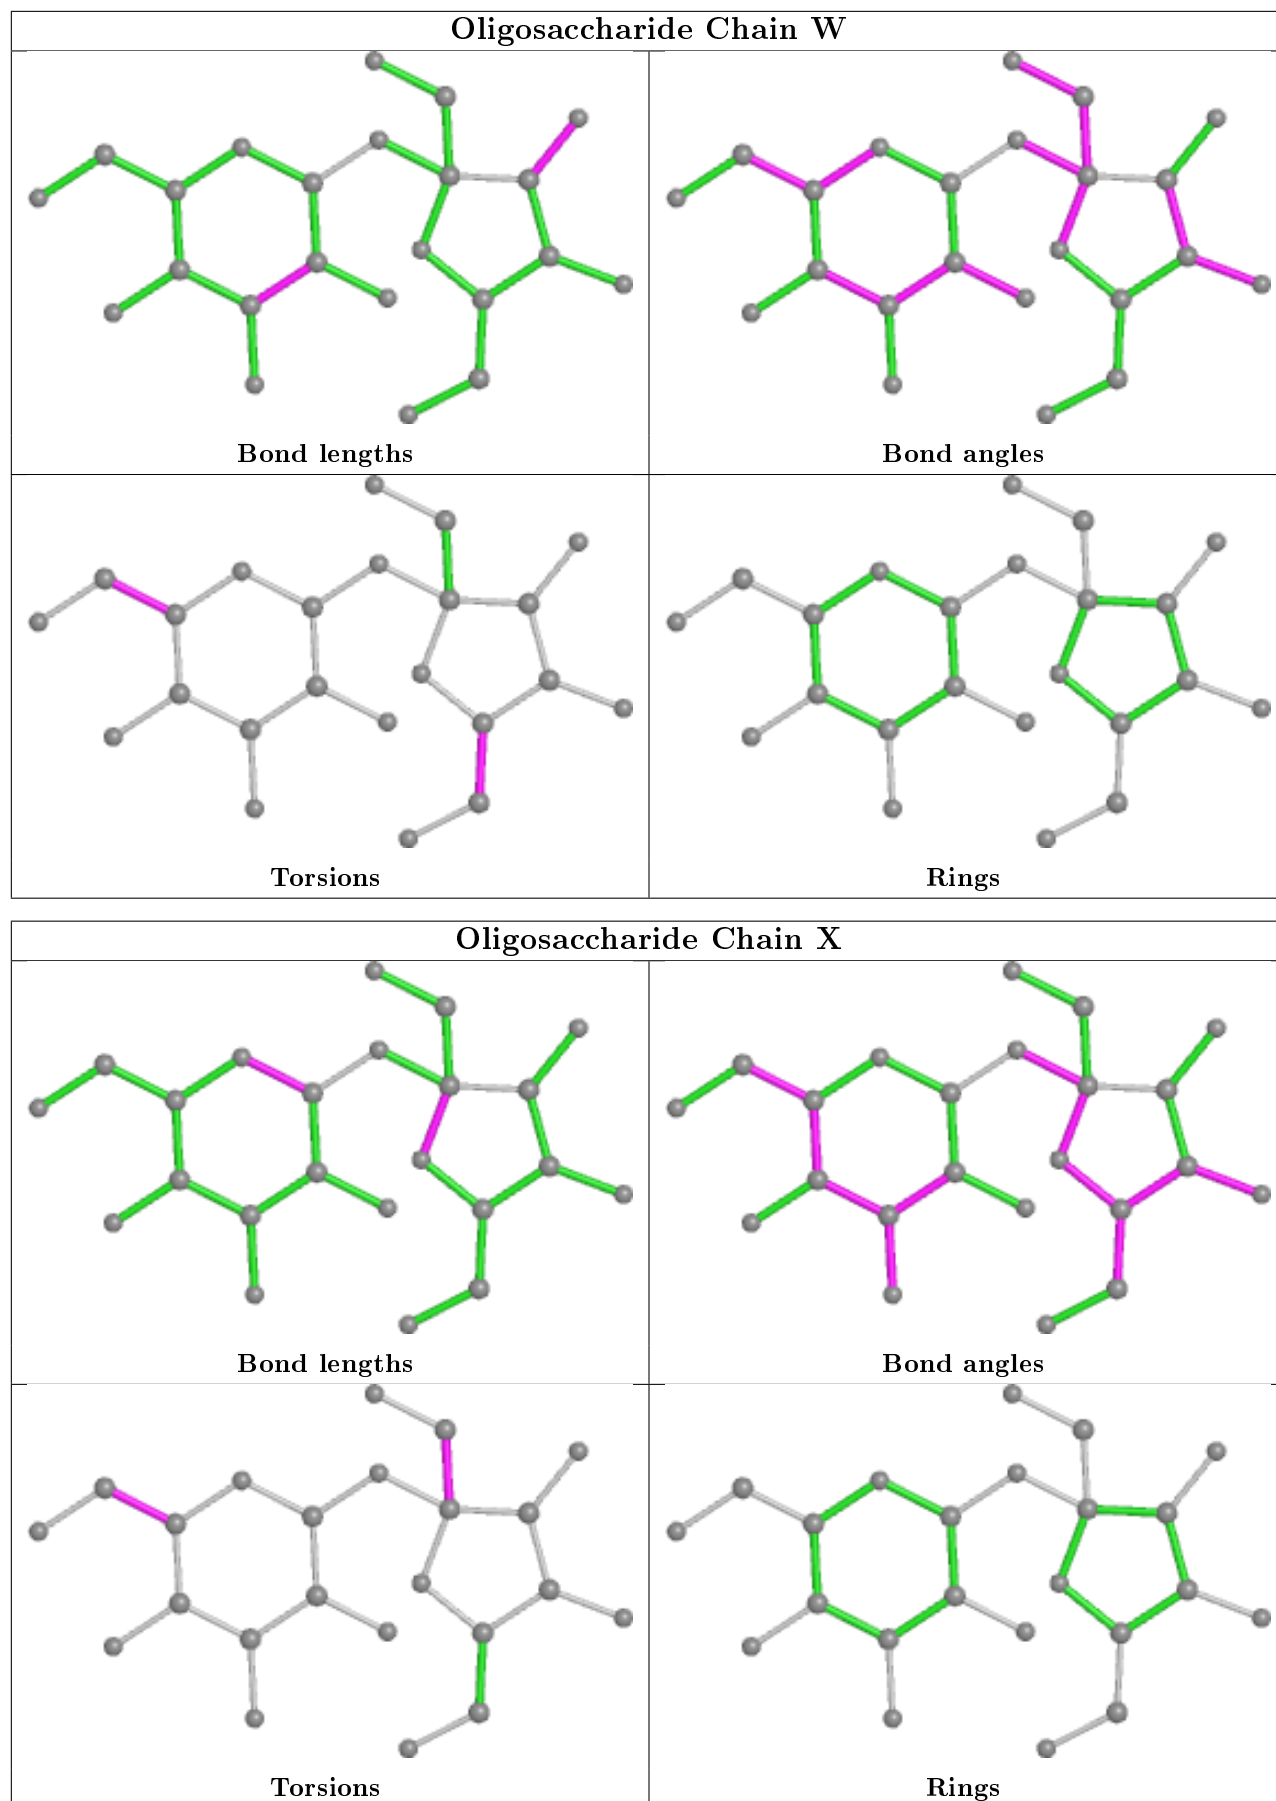 Oligosaccharide Chain W
Bond lengths
Bond angles
Torsions
Rings
Oligosaccharide Chain X
Bond lengths
Bond angles
Torsions
Rings